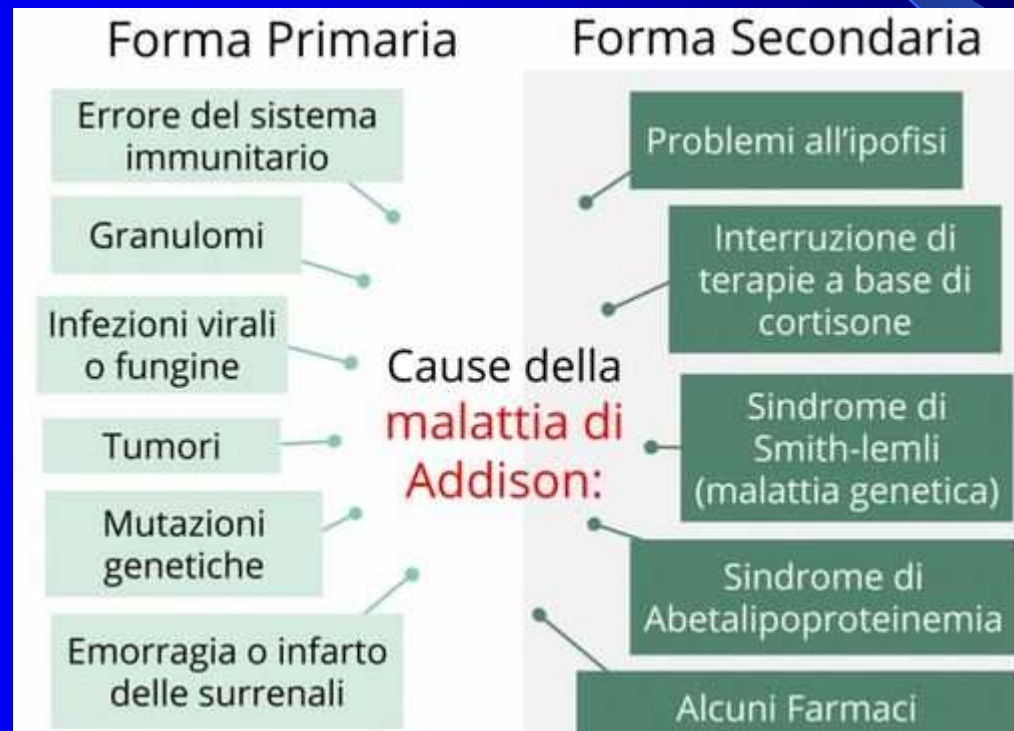 Forma Primaria
Errore del sistema
immunitario
Granulomi
Infezioni virali
o fungine
Tumori
Mutazioni
genetiche
Emorragia o infarto
delle surrenali
Cause della
malattia di
Addison:
Forma Secondaria
Problemi all'ipofisi
Interruzione di
terapie a base di
cortisone
Sindrome di
Smith-lemli
(malattia genetica)
Sindrome di
Abetalipoproteinemia
Alcuni Farmaci